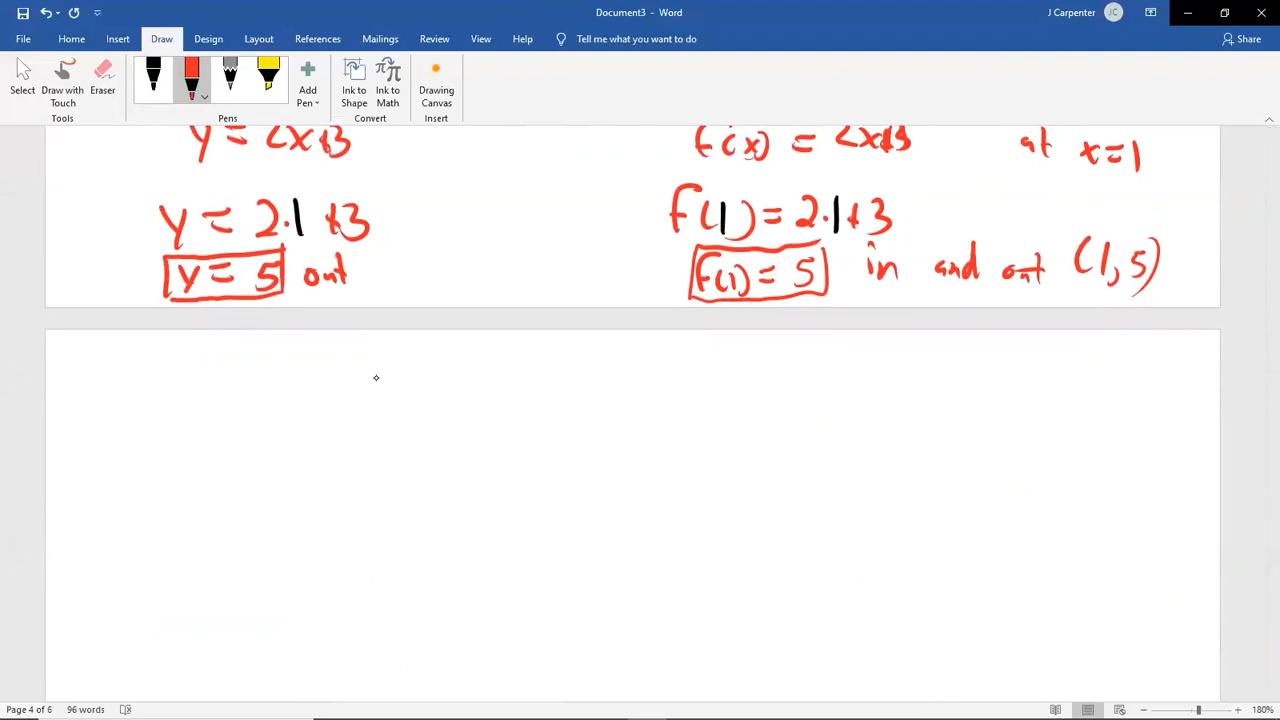 Document3 - Word
J Carpenter
JC
File Home Insert Draw Design Layout References Mailings Review View Help Tell me what you want to do
Share
Select
Draw with Touch
Eraser
Add Pen
Ink to Shape
Ink to Math
Drawing Canvas
Tools
Pens
Convert
Insert
y = 2x+3
f(x) = 2x+3 at x=1
y = 2·1 +3
f(1) = 2·1+3
y = 5 out
f(1) = 5 in and out (1, 5)
Page 4 of 6 96 words
180%